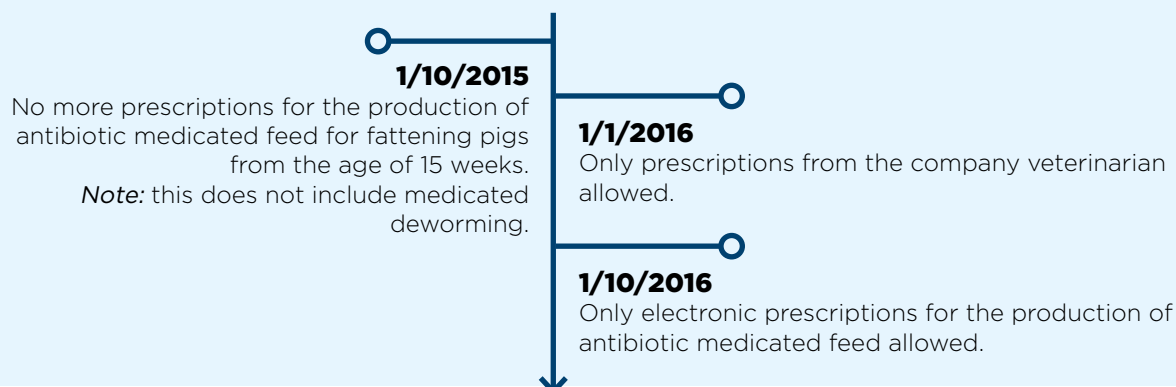 1/10/2015
No more prescriptions for the production of
antibiotic medicated feed for fattening pigs
from the age of 15 weeks.
Note: this does not include medicated
deworming.
1/1/2016
Only prescriptions from the company veterinarian
allowed.
1/10/2016
Only electronic prescriptions for the production of
antibiotic medicated feed allowed.